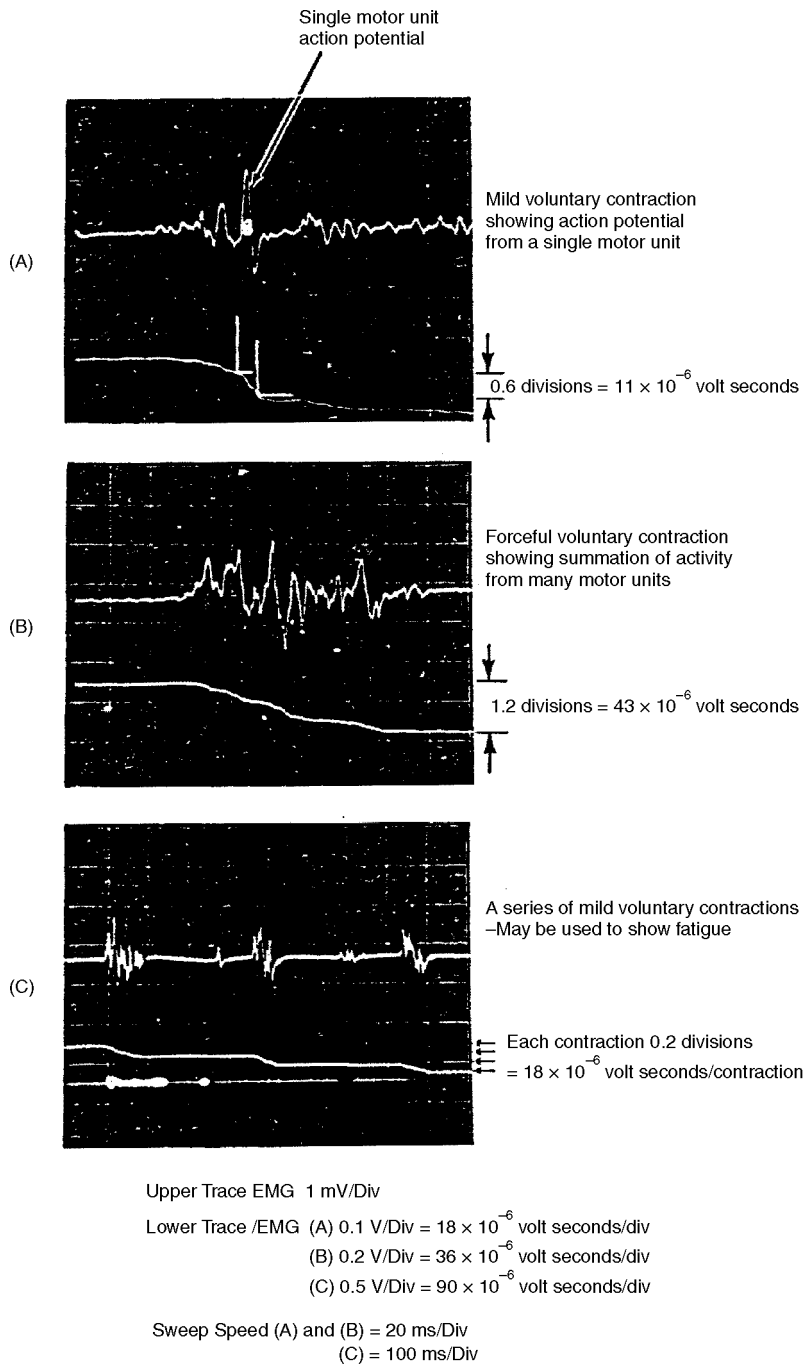 Single motor unit
action potential
(A)
Mild voluntary contraction
showing action potential
from a single motor unit
0.6 divisions = 11 × 10⁻⁶ volt seconds
(B)
Forceful voluntary contraction
showing summation of activity
from many motor units
1.2 divisions = 43 × 10⁻⁶ volt seconds
(C)
A series of mild voluntary contractions
–May be used to show fatigue
Each contraction 0.2 divisions
= 18 × 10⁻⁶ volt seconds/contraction
Upper Trace EMG 1 mV/Div
Lower Trace /EMG (A) 0.1 V/Div = 18 × 10⁻⁶ volt seconds/div
(B) 0.2 V/Div = 36 × 10⁻⁶ volt seconds/div
(C) 0.5 V/Div = 90 × 10⁻⁶ volt seconds/div
Sweep Speed (A) and (B) = 20 ms/Div
(C) = 100 ms/Div